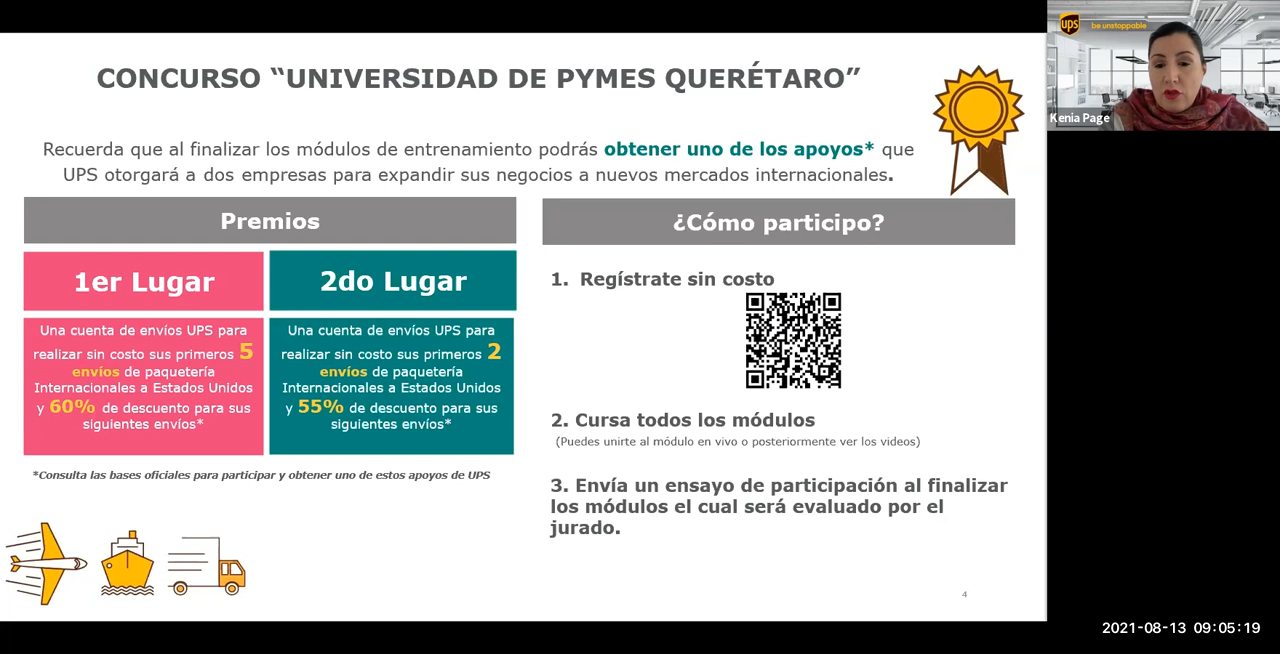 CONCURSO “UNIVERSIDAD DE PYMES QUERÉTARO”
Recuerda que al finalizar los módulos de entrenamiento podrás obtener uno de los apoyos* que
UPS otorgará a dos empresas para expandir sus negocios a nuevos mercados internacionales.
Premios
1er Lugar
Una cuenta de envíos UPS para
realizar sin costo sus primeros 5
envíos de paquetería
Internacionales a Estados Unidos
y 60% de descuento para sus
siguientes envíos*
2do Lugar
Una cuenta de envíos UPS para
realizar sin costo sus primeros 2
envíos de paquetería
Internacionales a Estados Unidos
y 55% de descuento para sus
siguientes envíos*
*Consulta las bases oficiales para participar y obtener uno de estos apoyos de UPS
¿Cómo participo?
1. Regístrate sin costo
2. Cursa todos los módulos
(Puedes unirte al módulo en vivo o posteriormente ver los videos)
3. Envía un ensayo de participación al finalizar
los módulos el cual será evaluado por el
jurado.
4
ups
be unstoppable
Kenia Page
2021-08-13 09:05:19